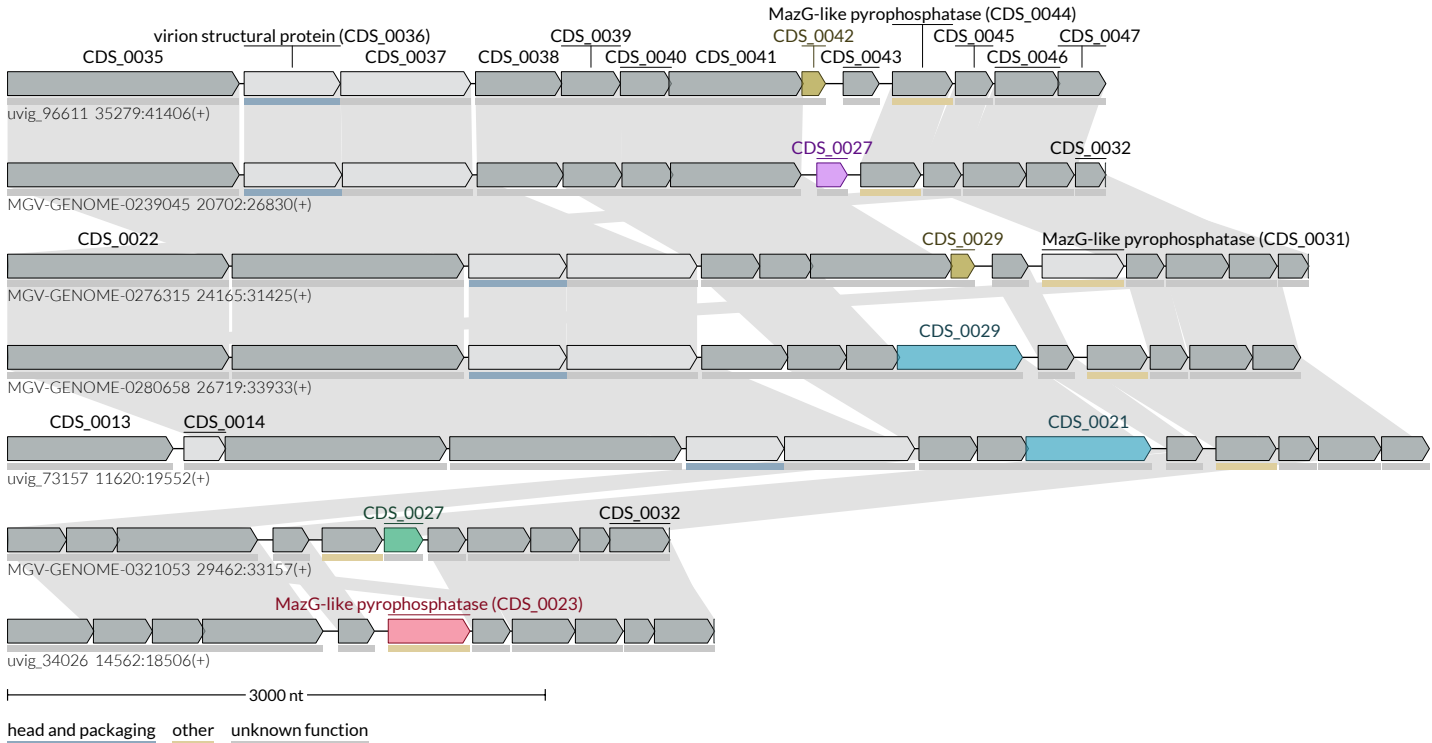 MazG-like pyrophosphatase (CDS_0044)
virion structural protein (CDS_0036) CDS_0039 CDS_0042 CDS_0045 CDS_0047
CDS_0035 CDS_0037 CDS_0038 CDS_0040 CDS_0041 CDS_0043 CDS_0046
uvig_96611 35279:41406(+)
CDS_0027 CDS_0032
MGV-GENOME-0239045 20702:26830(+)
CDS_0022 CDS_0029 MazG-like pyrophosphatase (CDS_0031)
MGV-GENOME-0276315 24165:31425(+)
CDS_0029
MGV-GENOME-0280658 26719:33933(+)
CDS_0013 CDS_0014 CDS_0021
uvig_73157 11620:19552(+)
CDS_0027 CDS_0032
MGV-GENOME-0321053 29462:33157(+)
MazG-like pyrophosphatase (CDS_0023)
uvig_34026 14562:18506(+)
3000 nt
head and packaging other unknown function